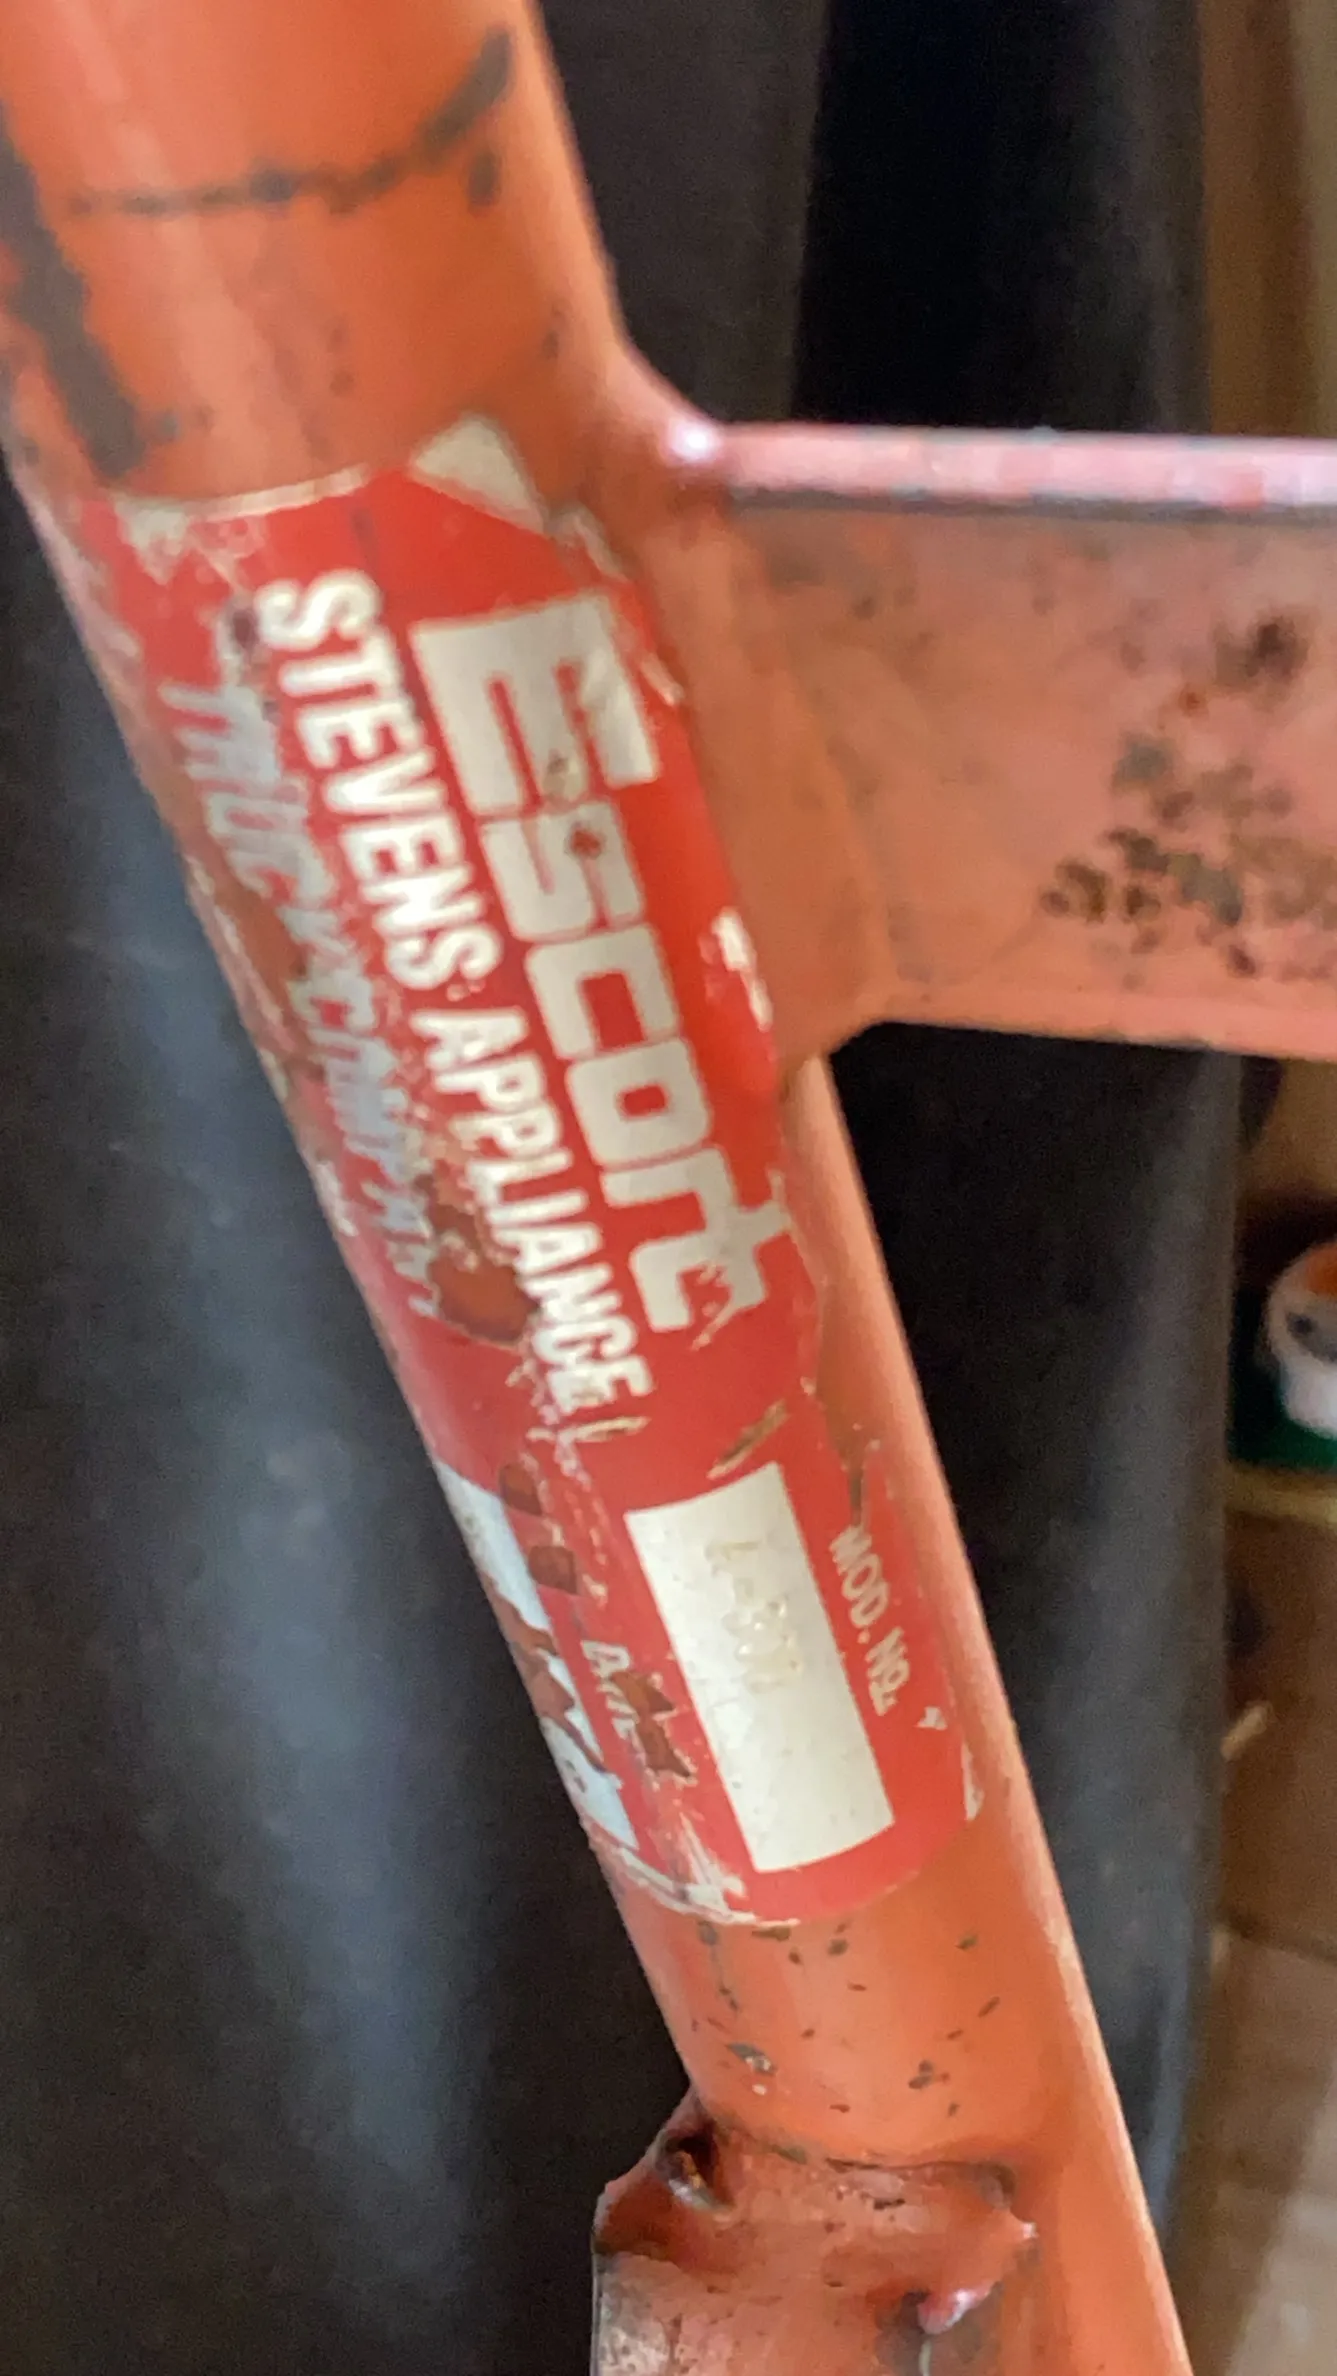 Escort
STEVENS APPLIANCE
TRUCK COMPANY
MOD. NO.